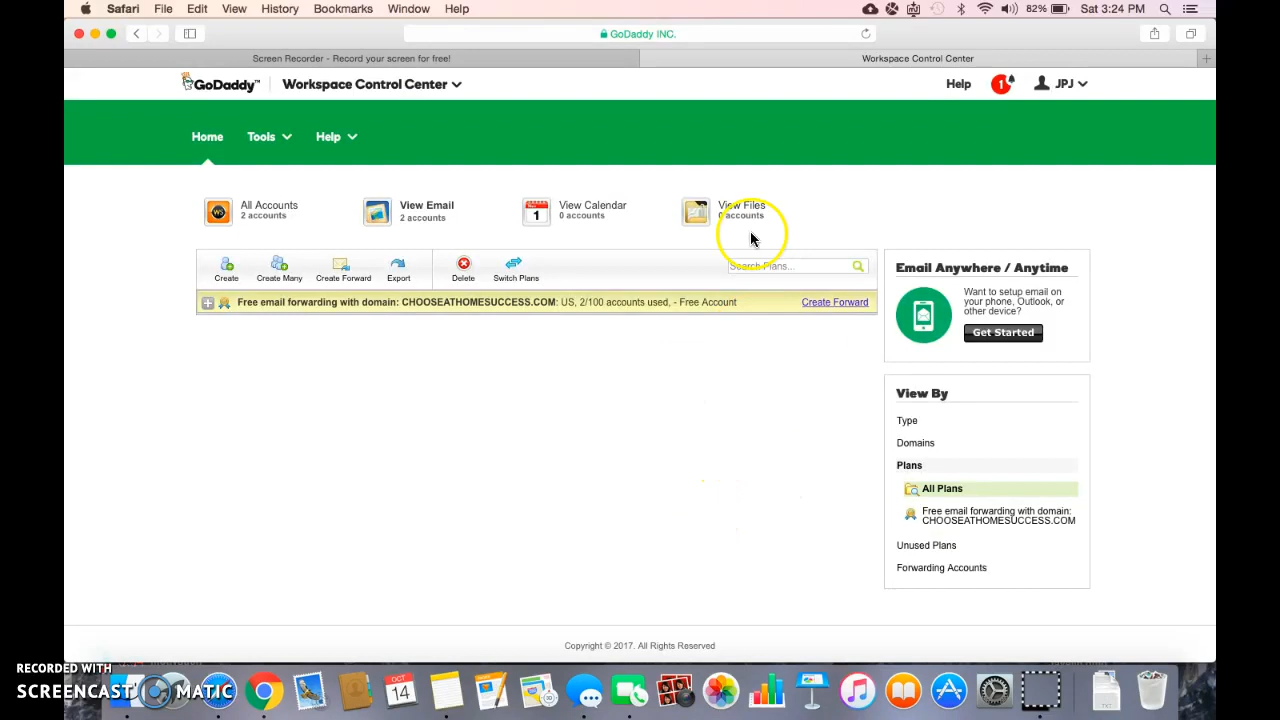 Safari File Edit View History Bookmarks Window Help 82% Sat 3:24 PM
GoDaddy INC.
Screen Recorder - Record your screen for free! Workspace Control Center
GoDaddy™ Workspace Control Center Help 1 JPJ
Home Tools Help
All Accounts
2 accounts
View Email
2 accounts
View Calendar
0 accounts
View Files
0 accounts
WS
1
Create Create Many Create Forward Export Delete Switch Plans Search Plans...
Free email forwarding with domain: CHOOSEATHOMESUCCESS.COM: US, 2/100 accounts used, - Free Account Create Forward
Email Anywhere / Anytime
Want to setup email on
your phone, Outlook, or
other device?
Get Started
View By
Type
Domains
Plans
All Plans
Free email forwarding with domain:
CHOOSEATHOMESUCCESS.COM
Unused Plans
Forwarding Accounts
Copyright © 2017. All Rights Reserved
RECORDED WITH
SCREENCAST MATIC
OCT
14
TXT